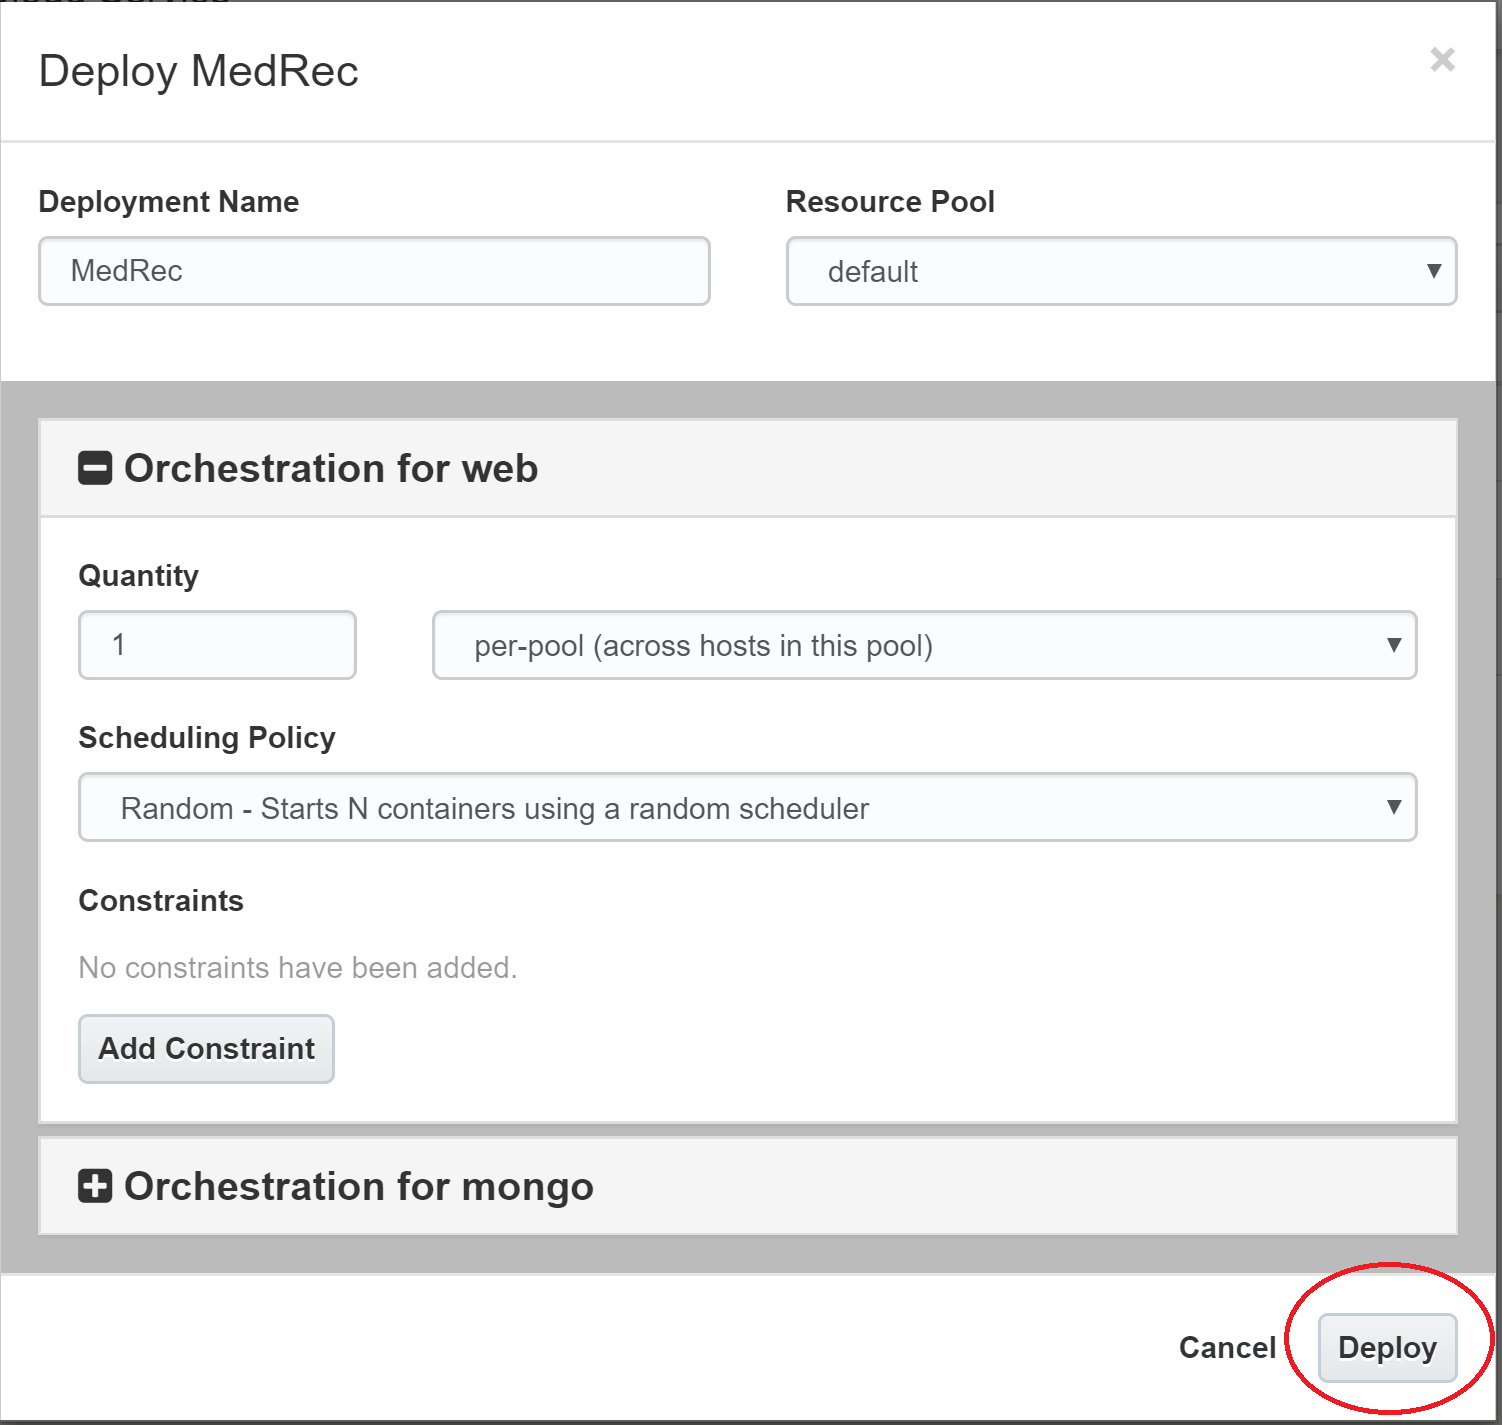 Deploy MedRec
×
Deployment Name
Resource Pool
MedRec
default
Orchestration for web
Quantity
1
per-pool (across hosts in this pool)
Scheduling Policy
Random - Starts N containers using a random scheduler
Constraints
No constraints have been added.
Add Constraint
Orchestration for mongo
Cancel
Deploy